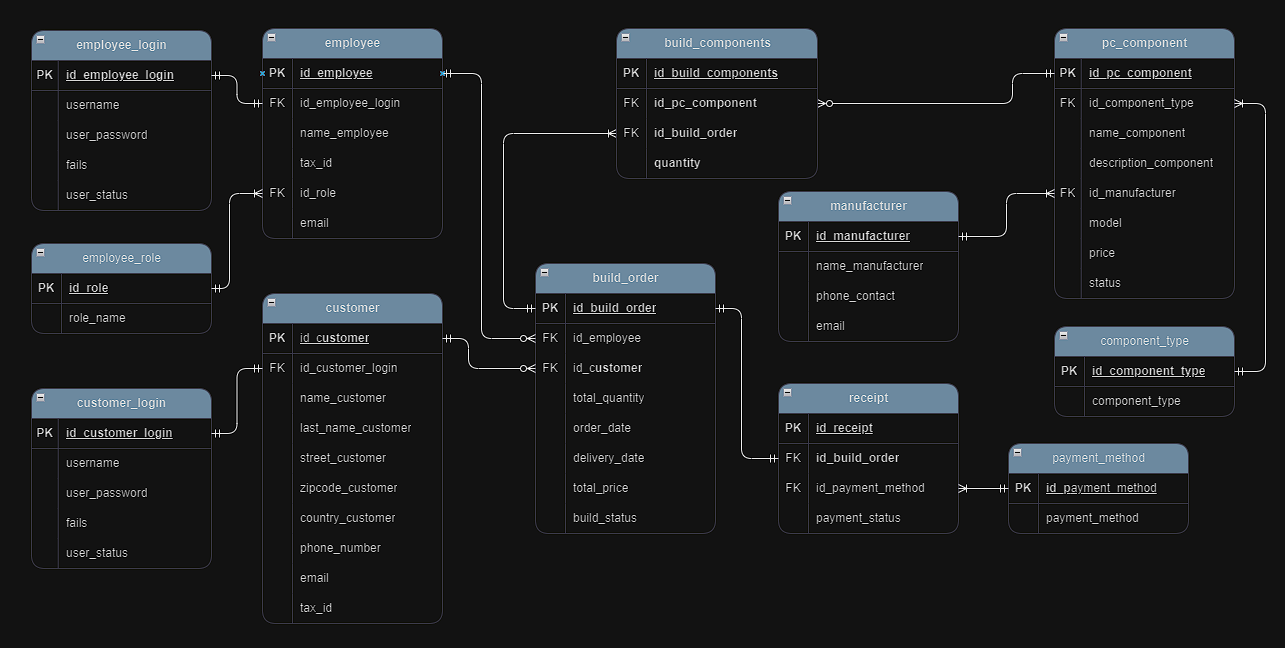 employee_login
PK id_employee_login
username
user_password
fails
user_status
employee_role
PK id_role
role_name
customer_login
PK id_customer_login
username
user_password
fails
user_status
employee
PK id_employee
FK id_employee_login
name_employee
tax_id
FK id_role
email
customer
PK id_customer
FK id_customer_login
name_customer
last_name_customer
street_customer
zipcode_customer
country_customer
phone_number
email
tax_id
build_components
PK id_build_components
FK id_pc_component
FK id_build_order
quantity
build_order
PK id_build_order
FK id_employee
FK id_customer
total_quantity
order_date
delivery_date
total_price
build_status
manufacturer
PK id_manufacturer
name_manufacturer
phone_contact
email
receipt
PK id_receipt
FK id_build_order
FK id_payment_method
payment_status
pc_component
PK id_pc_component
FK id_component_type
name_component
description_component
FK id_manufacturer
model
price
status
component_type
PK id_component_type
component_type
payment_method
PK id_payment_method
payment_method